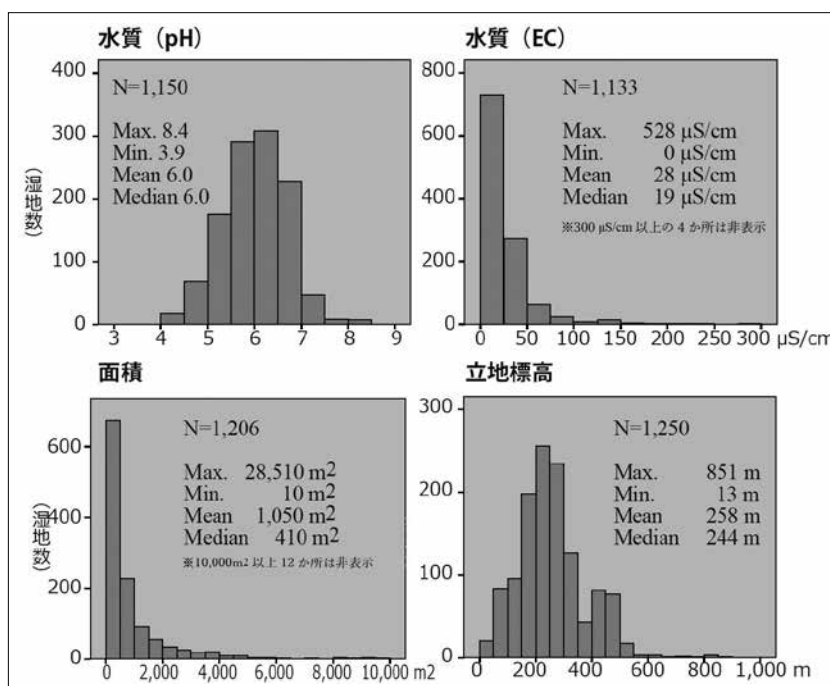 水質（pH）
400
300
200
100
0
(湿地数)
N=1,150
Max. 8.4
Min. 3.9
Mean 6.0
Median 6.0
3 4 5 6 7 8 9
水質（EC）
800
600
400
200
0
N=1,133
Max. 528 μS/cm
Min. 0 μS/cm
Mean 28 μS/cm
Median 19 μS/cm
※300 μS/cm 以上の 4 か所は非表示
0 50 100 150 200 250 300 μS/cm
面積
600
400
200
0
(湿地数)
N=1,206
Max. 28,510 m2
Min. 10 m2
Mean 1,050 m2
Median 410 m2
※10,000m2 以上 12 か所は非表示
0 2,000 4,000 6,000 8,000 10,000 m2
立地標高
300
200
100
0
N=1,250
Max. 851 m
Min. 13 m
Mean 258 m
Median 244 m
0 200 400 600 800 1,000 m